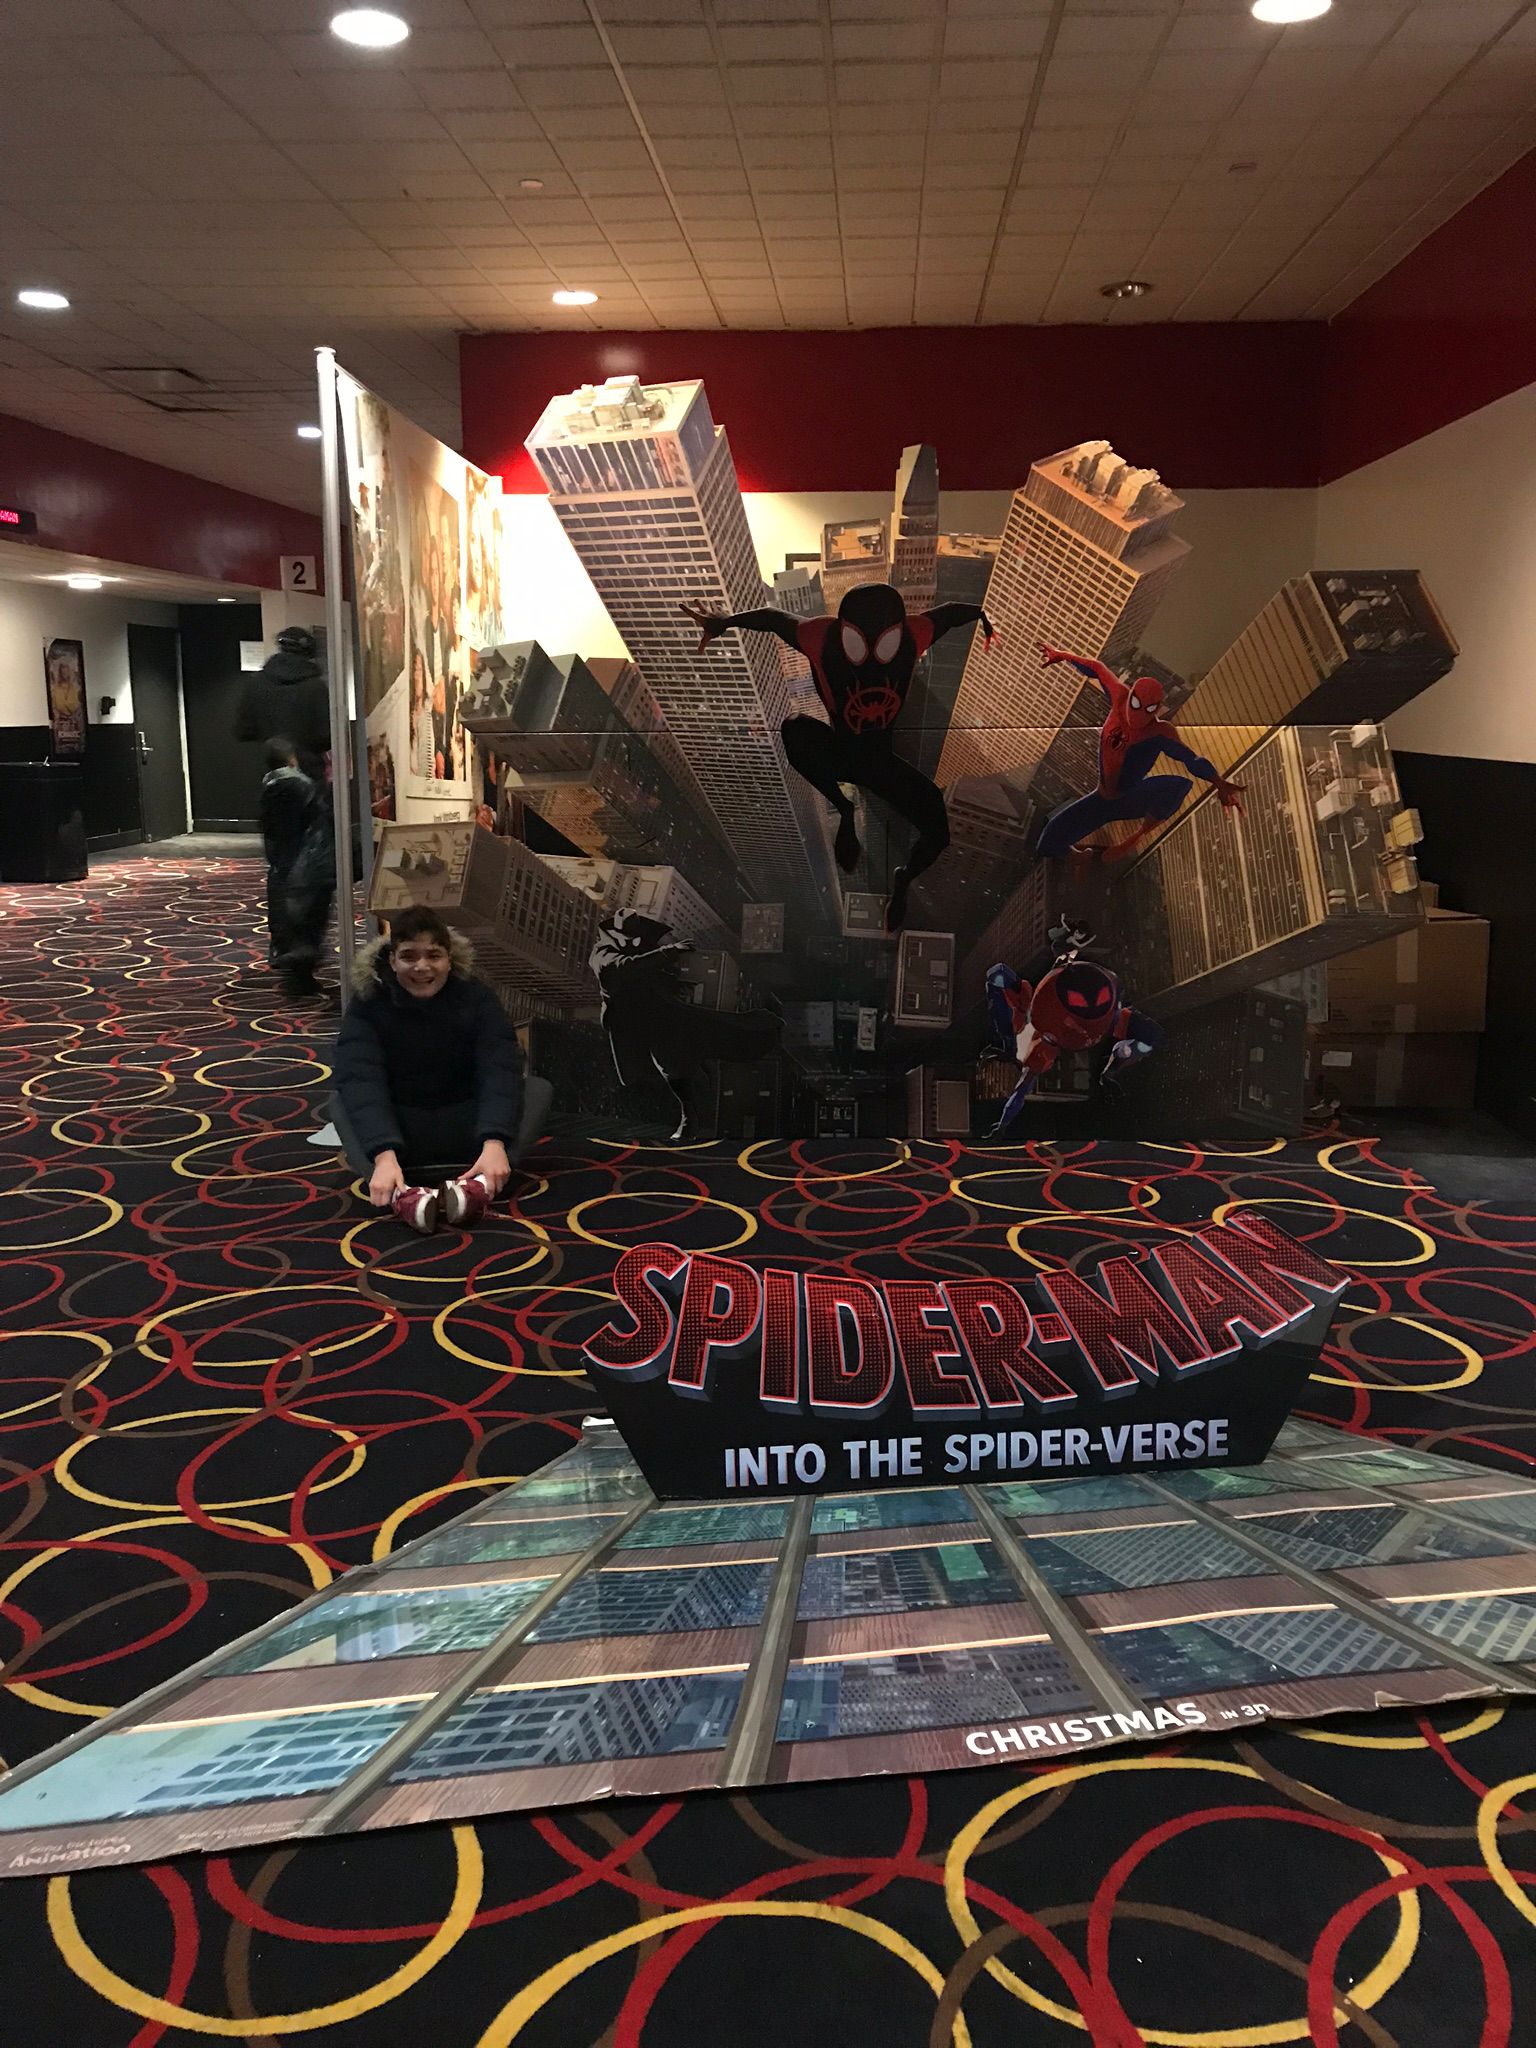 2
SPIDER-MAN
INTO THE SPIDER-VERSE
CHRISTMAS IN 3D
ANIMATION